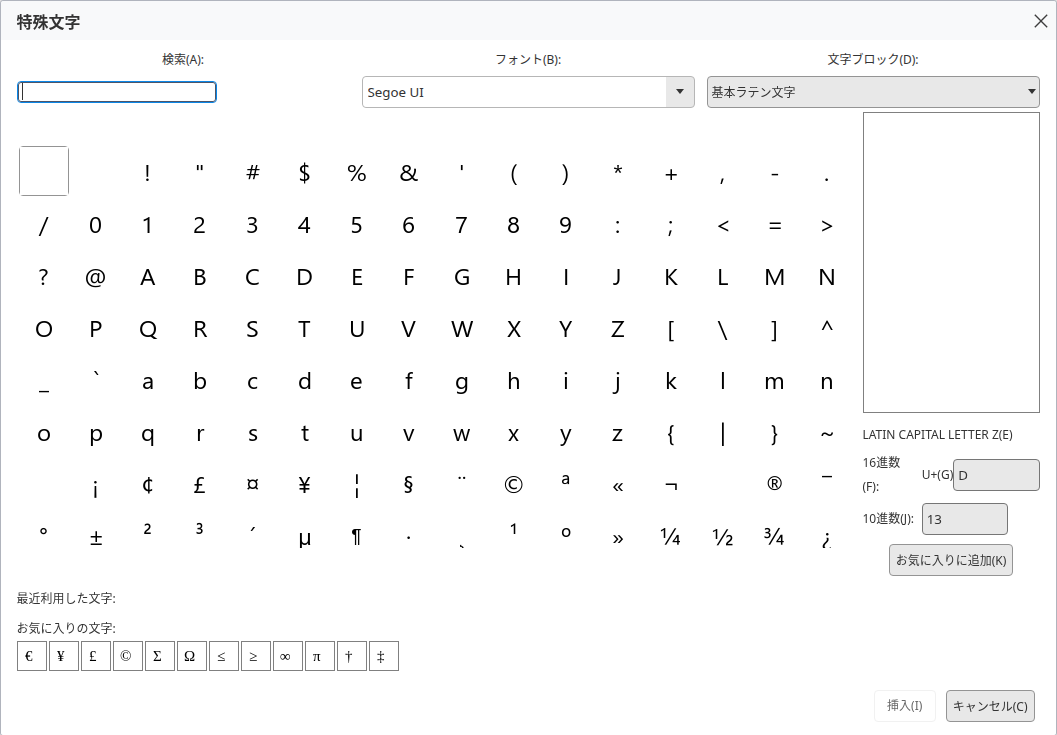 特殊文字
検索(A): フォント(B): 文字ブロック(D):
Segoe UI 基本ラテン文字
! " # $ % & ' ( ) * + , - .
/ 0 1 2 3 4 5 6 7 8 9 : ; < = >
? @ A B C D E F G H I J K L M N
O P Q R S T U V W X Y Z [ \ ] ^
_ ` a b c d e f g h i j k l m n
o p q r s t u v w x y z { | } ~
¡ ¢ £ ¤ ¥ ¦ § ¨ © ª « ¬ ® ¯
° ± ² ³ ´ µ ¶ · ¸ ¹ º » ¼ ½ ¾ ¿
LATIN CAPITAL LETTER Z(E)
16進数(F): U+(G) D
10進数(J): 13
お気に入りに追加(K)
最近利用した文字:
お気に入りの文字:
€ ¥ £ © Σ Ω ≤ ≥ ∞ π † ‡
挿入(I) キャンセル(C)